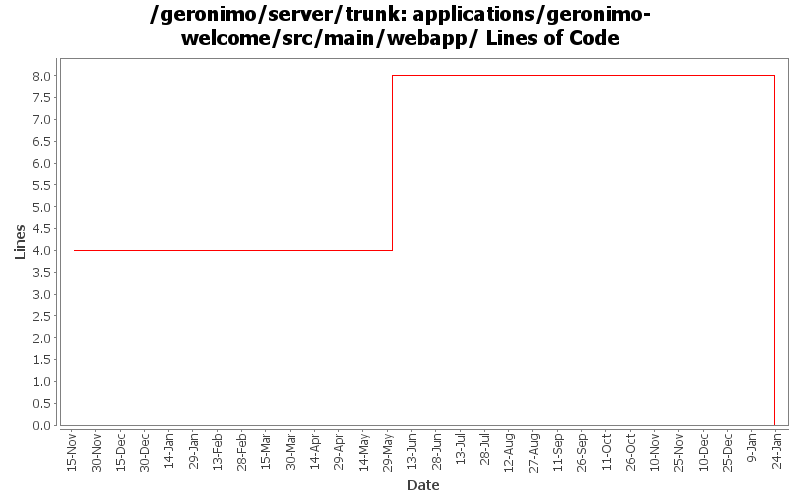 /geronimo/server/trunk: applications/geronimo-
welcome/src/main/webapp/ Lines of Code
8.0
7.5
7.0
6.5
6.0
5.5
5.0
4.5
4.0
3.5
3.0
2.5
2.0
1.5
1.0
0.5
0.0
Lines
15-Nov
30-Nov
15-Dec
30-Dec
14-Jan
29-Jan
13-Feb
28-Feb
15-Mar
30-Mar
14-Apr
29-Apr
14-May
29-May
13-Jun
28-Jun
13-Jul
28-Jul
12-Aug
27-Aug
11-Sep
26-Sep
11-Oct
26-Oct
10-Nov
25-Nov
10-Dec
25-Dec
9-Jan
24-Jan
Date